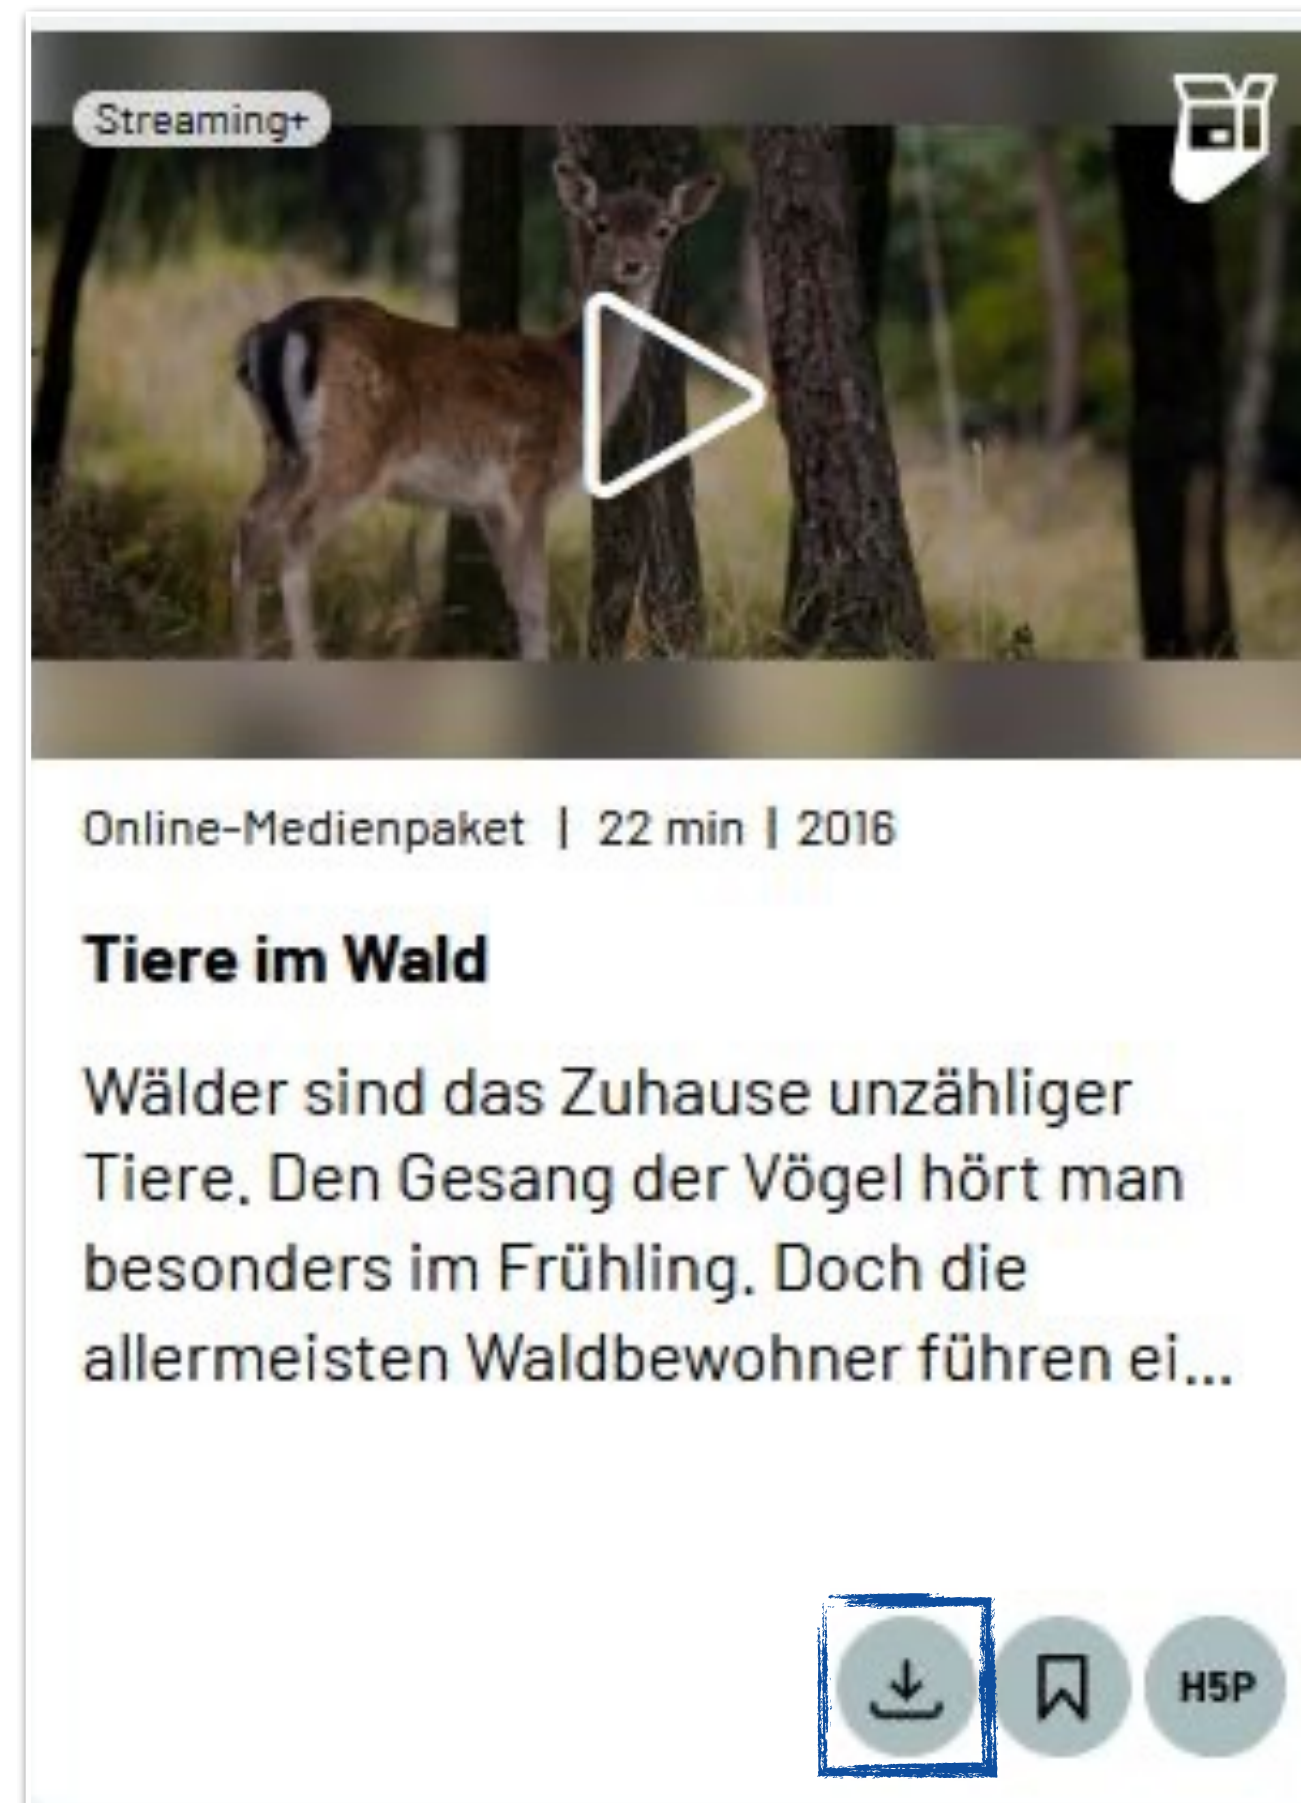 Streaming+
Online-Medienpaket | 22 min | 2016
Tiere im Wald
Wälder sind das Zuhause unzähliger
Tiere. Den Gesang der Vögel hört man
besonders im Frühling. Doch die
allermeisten Waldbewohner führen ei...
H5P